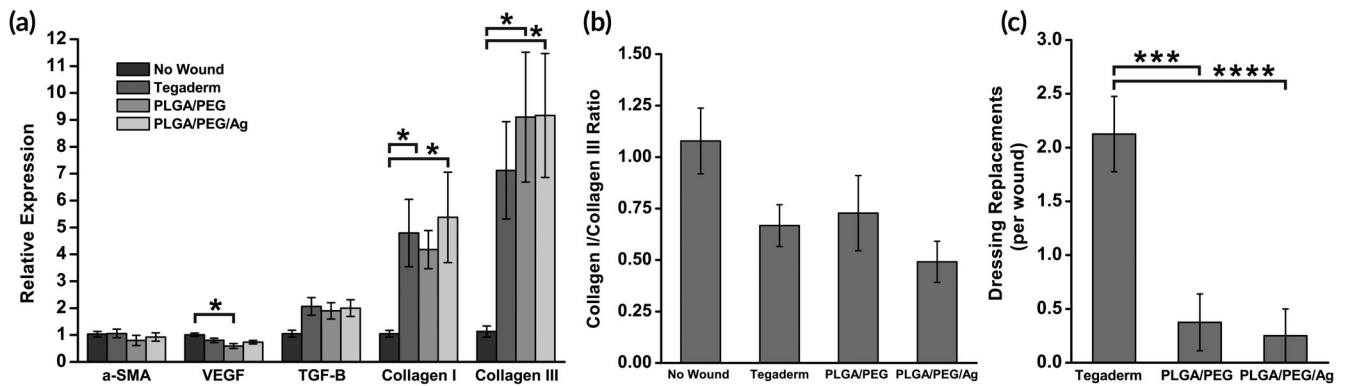 (a)
Relative Expression
12
11
10
9
8
7
6
5
4
3
2
1
0
No Wound
Tegaderm
PLGA/PEG
PLGA/PEG/Ag
*
*
*
*
*
a-SMA VEGF TGF-B Collagen I Collagen III
(b)
Collagen I/Collagen III Ratio
1.50
1.25
1.00
0.75
0.50
0.25
0.00
No Wound Tegaderm PLGA/PEG PLGA/PEG/Ag
(c)
Dressing Replacements
(per wound)
3.0
2.5
2.0
1.5
1.0
0.5
0.0
***
****
Tegaderm PLGA/PEG PLGA/PEG/Ag